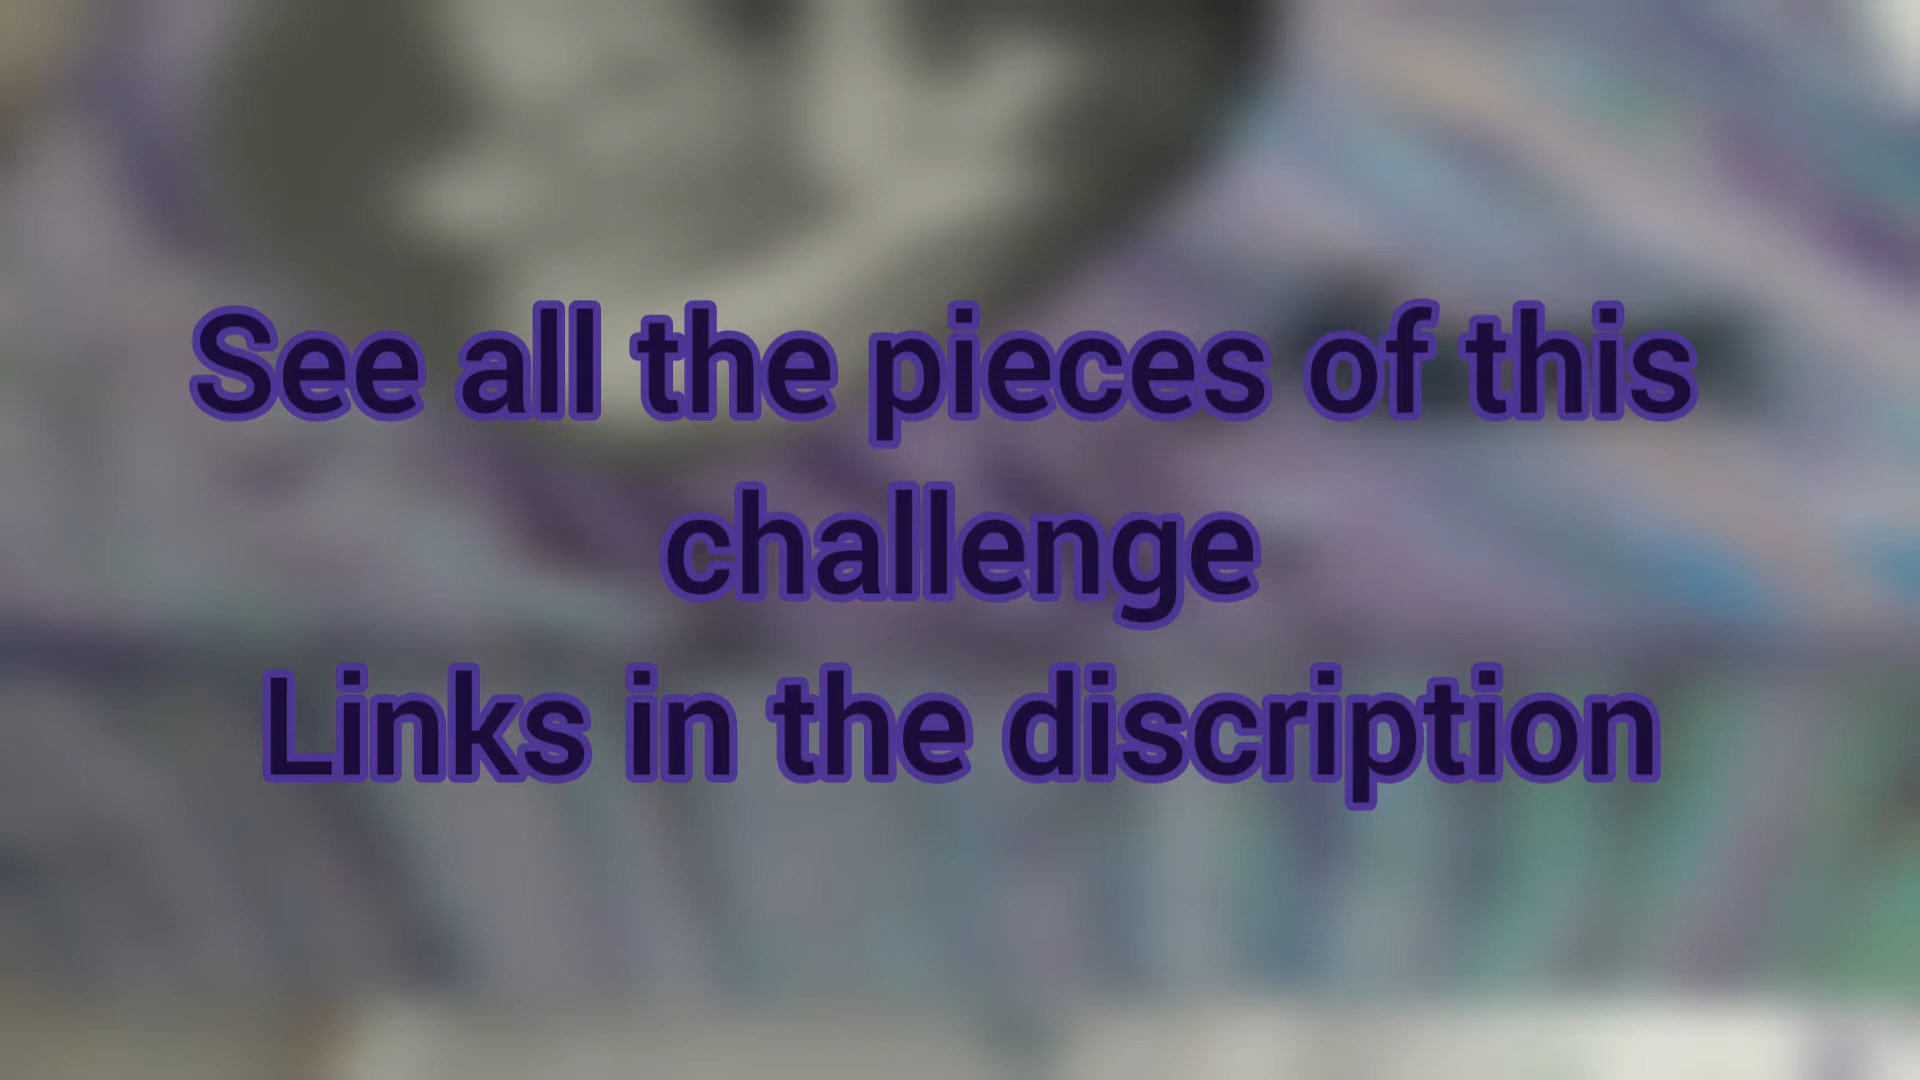 See all the pieces of this
challenge
Links in the discription